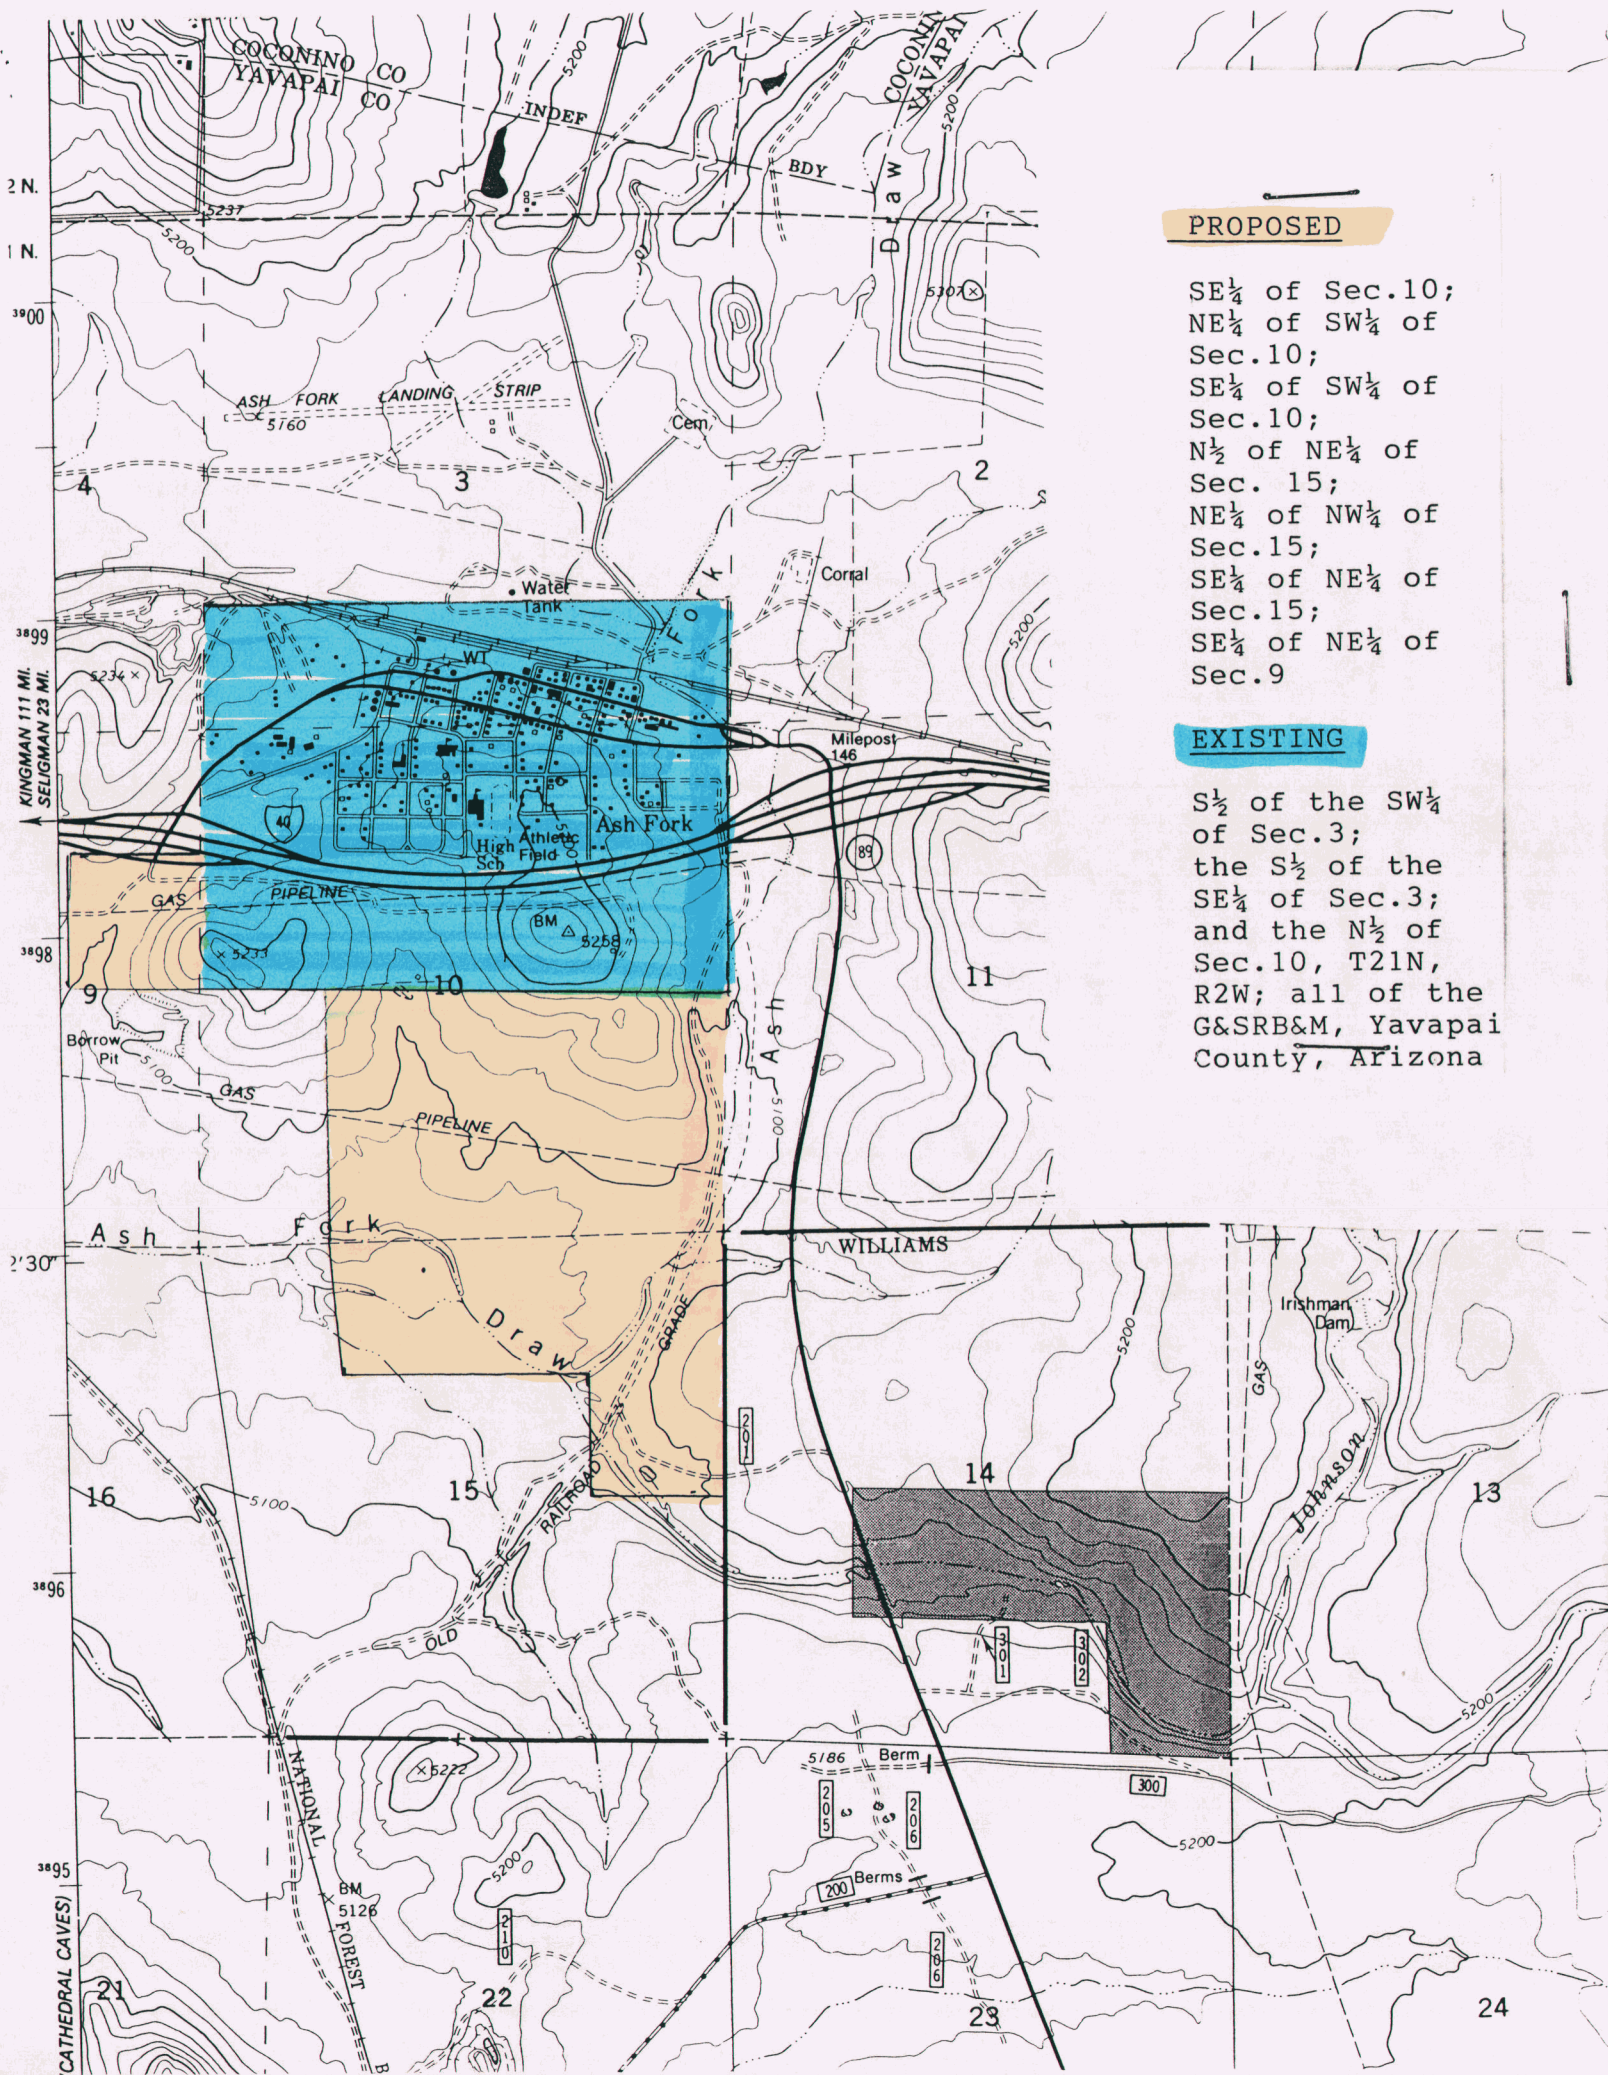 COCONINO CO
YAVAPAI CO
INDEF
BDY
5200
COCONIN
YAVAPAI
5200
2 N.
1 N.
5237
5200
Draw
5307
3900
ASH FORK LANDING STRIP
5160
Cem
4
3
2
Water
Tank
Corral
Fork
5200
3899
5234
WT
KINGMAN 111 MI.
SELIGMAN 23 MI.
Milepost
146
40
Ash Fork
High
Sch
Athletic
Field
89
GAS PIPELINE
BM
5258
5233
3898
9
10
11
Borrow
Pit
5100
GAS PIPELINE
Ash
5100
Ash Fork
Draw
2'30"
WILLIAMS
Irishman
Dam
5200
GAS
GRADE
201
Johnson
16
15
14
13
5100
RAILROAD
OLD
3896
301
302
5200
NATIONAL
FOREST
5222
5186
Berm
300
205
206
5200
5200
3895
BM
5126
Berms
200
210
206
(CATHEDRAL CAVES)
21
22
23
24
B
PROPOSED
SE¼ of Sec.10;
NE¼ of SW¼ of
Sec.10;
SE¼ of SW¼ of
Sec.10;
N½ of NE¼ of
Sec. 15;
NE¼ of NW¼ of
Sec.15;
SE¼ of NE¼ of
Sec.15;
SE¼ of NE¼ of
Sec.9
EXISTING
S½ of the SW¼
of Sec.3;
the S½ of the
SE¼ of Sec.3;
and the N½ of
Sec.10, T21N,
R2W; all of the
G&SRB&M, Yavapai
County, Arizona